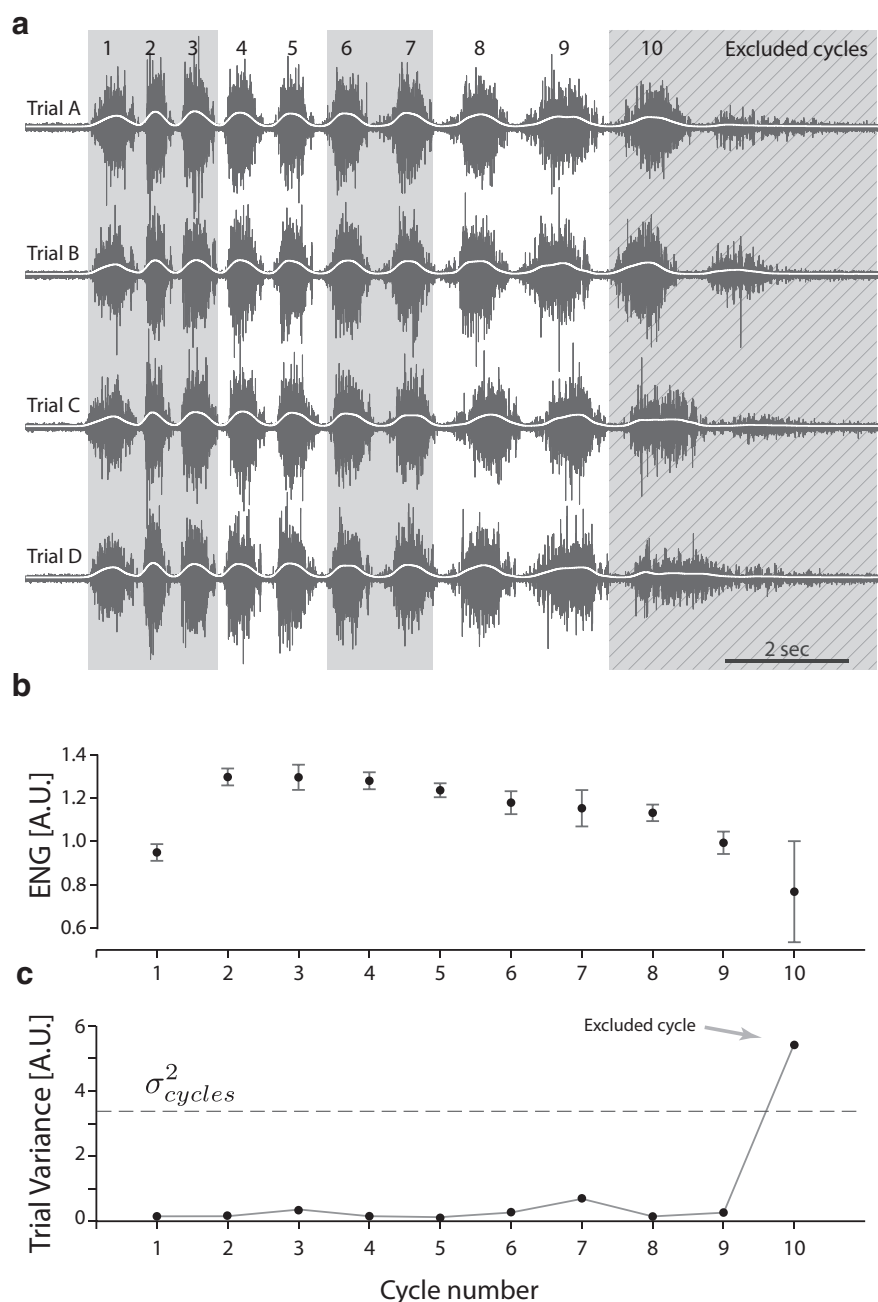 a
1 2 3 4 5 6 7 8 9 10 Excluded cycles
Trial A
Trial B
Trial C
Trial D
2 sec
b
ENG [A.U.]
1.4
1.2
1.0
0.8
0.6
1 2 3 4 5 6 7 8 9 10
c
Trial Variance [A.U.]
6
4
2
0
Excluded cycle
σ²cycles
1 2 3 4 5 6 7 8 9 10
Cycle number